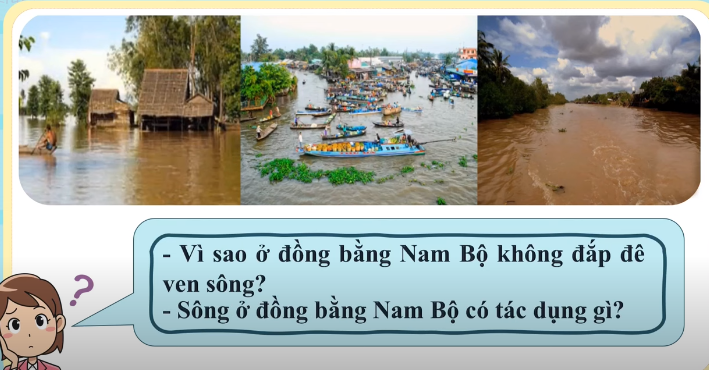 - Vì sao ở đồng bằng Nam Bộ không đắp đê
ven sông?
- Sông ở đồng bằng Nam Bộ có tác dụng gì?